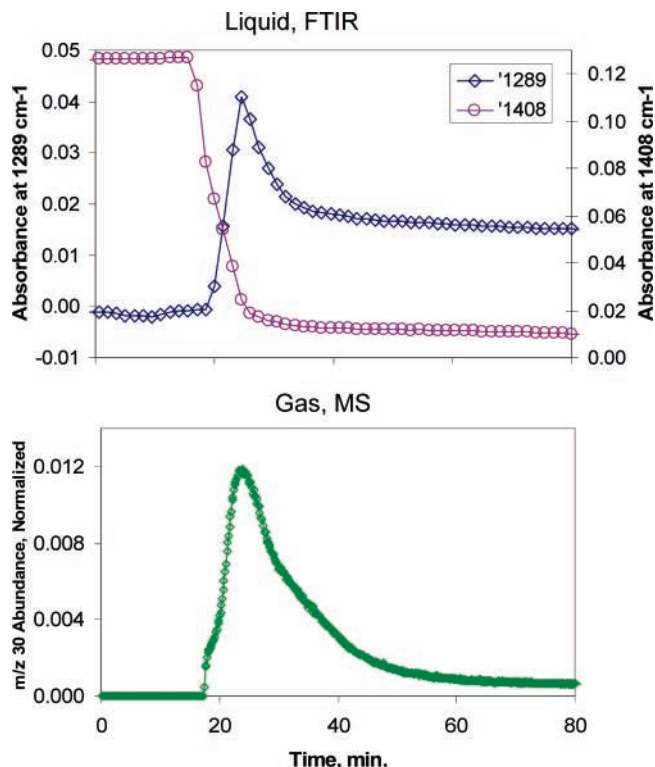 Liquid, FTIR
Absorbance at 1289 cm-1
0.05
0.04
0.03
0.02
0.01
0.00
-0.01
'1289
'1408
0.12
0.10
0.08
0.06
0.04
0.02
0.00
Absorbance at 1408 cm-1
Gas, MS
m/z 30 Abundance, Normalized
0.012
0.008
0.004
0.000
0 20 40 60 80
Time, min.